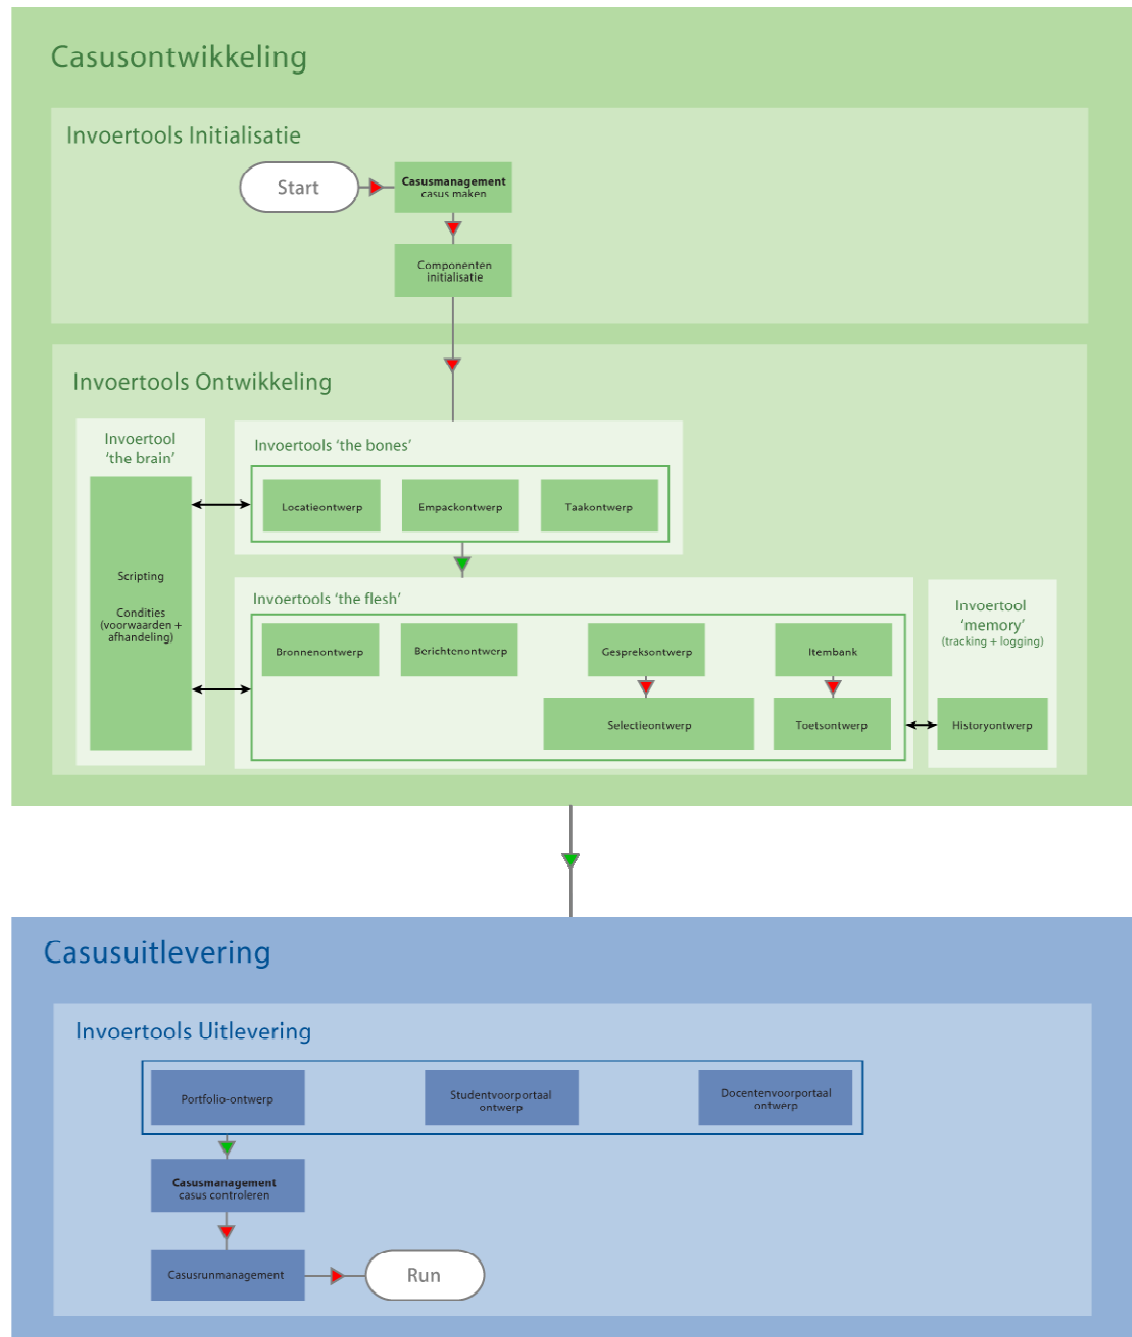 Casusontwikkeling
Invoertools Initialisatie
Start
Casusmanagement
casus maken
Componenten
initialisatie
Invoertools Ontwikkeling
Invoertool
‘the brain’
Scripting
Condities
(voorwaarden +
afhandeling)
Invoertools ‘the bones’
Locatieontwerp
Empackontwerp
Taakontwerp
Invoertools ‘the flesh’
Bronnenontwerp
Berichtenontwerp
Gespreksontwerp
Itembank
Selectieontwerp
Toetsontwerp
Invoertool
‘memory’
(tracking + logging)
Historyontwerp
Casusuitlevering
Invoertools Uitlevering
Portfolio-ontwerp
Studentvoorportaal
ontwerp
Docentenvoorportaal
ontwerp
Casusmanagement
casus controleren
Casusrunmanagement
Run